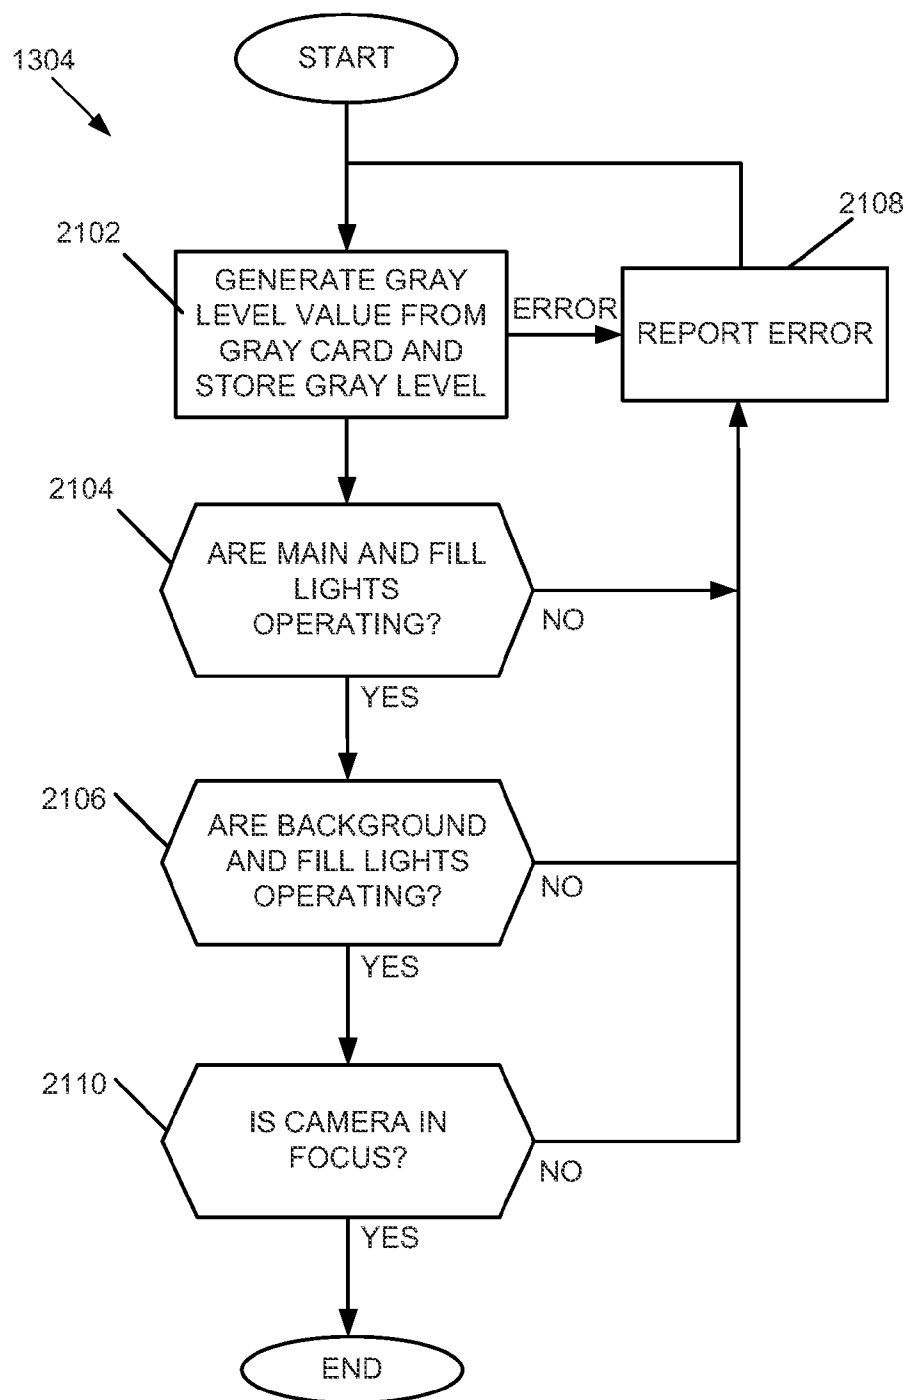 START
1304
2108
2102
GENERATE GRAY
LEVEL VALUE FROM
GRAY CARD AND
STORE GRAY LEVEL
ERROR
REPORT ERROR
2104
ARE MAIN AND FILL
LIGHTS
OPERATING?
NO
YES
2106
ARE BACKGROUND
AND FILL LIGHTS
OPERATING?
NO
YES
2110
IS CAMERA IN
FOCUS?
NO
YES
END